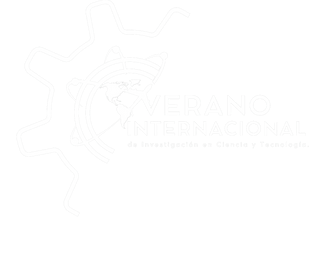 VERANO
INTERNACIONAL
de Investigación en Ciencia y Tecnología